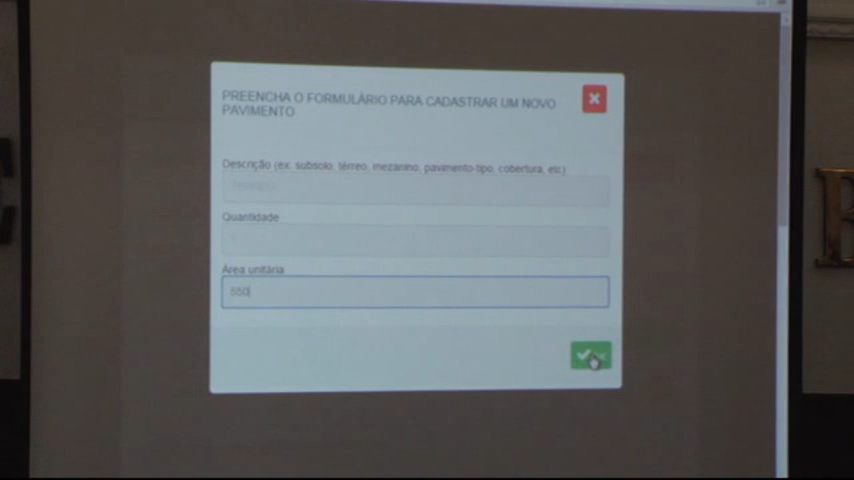 PREENCHA O FORMULÁRIO PARA CADASTRAR UM NOVO
PAVIMENTO
Descrição (ex: subsolo, térreo, mezanino, pavimento-tipo, cobertura, etc)
Quantidade
Área unitária
550
E